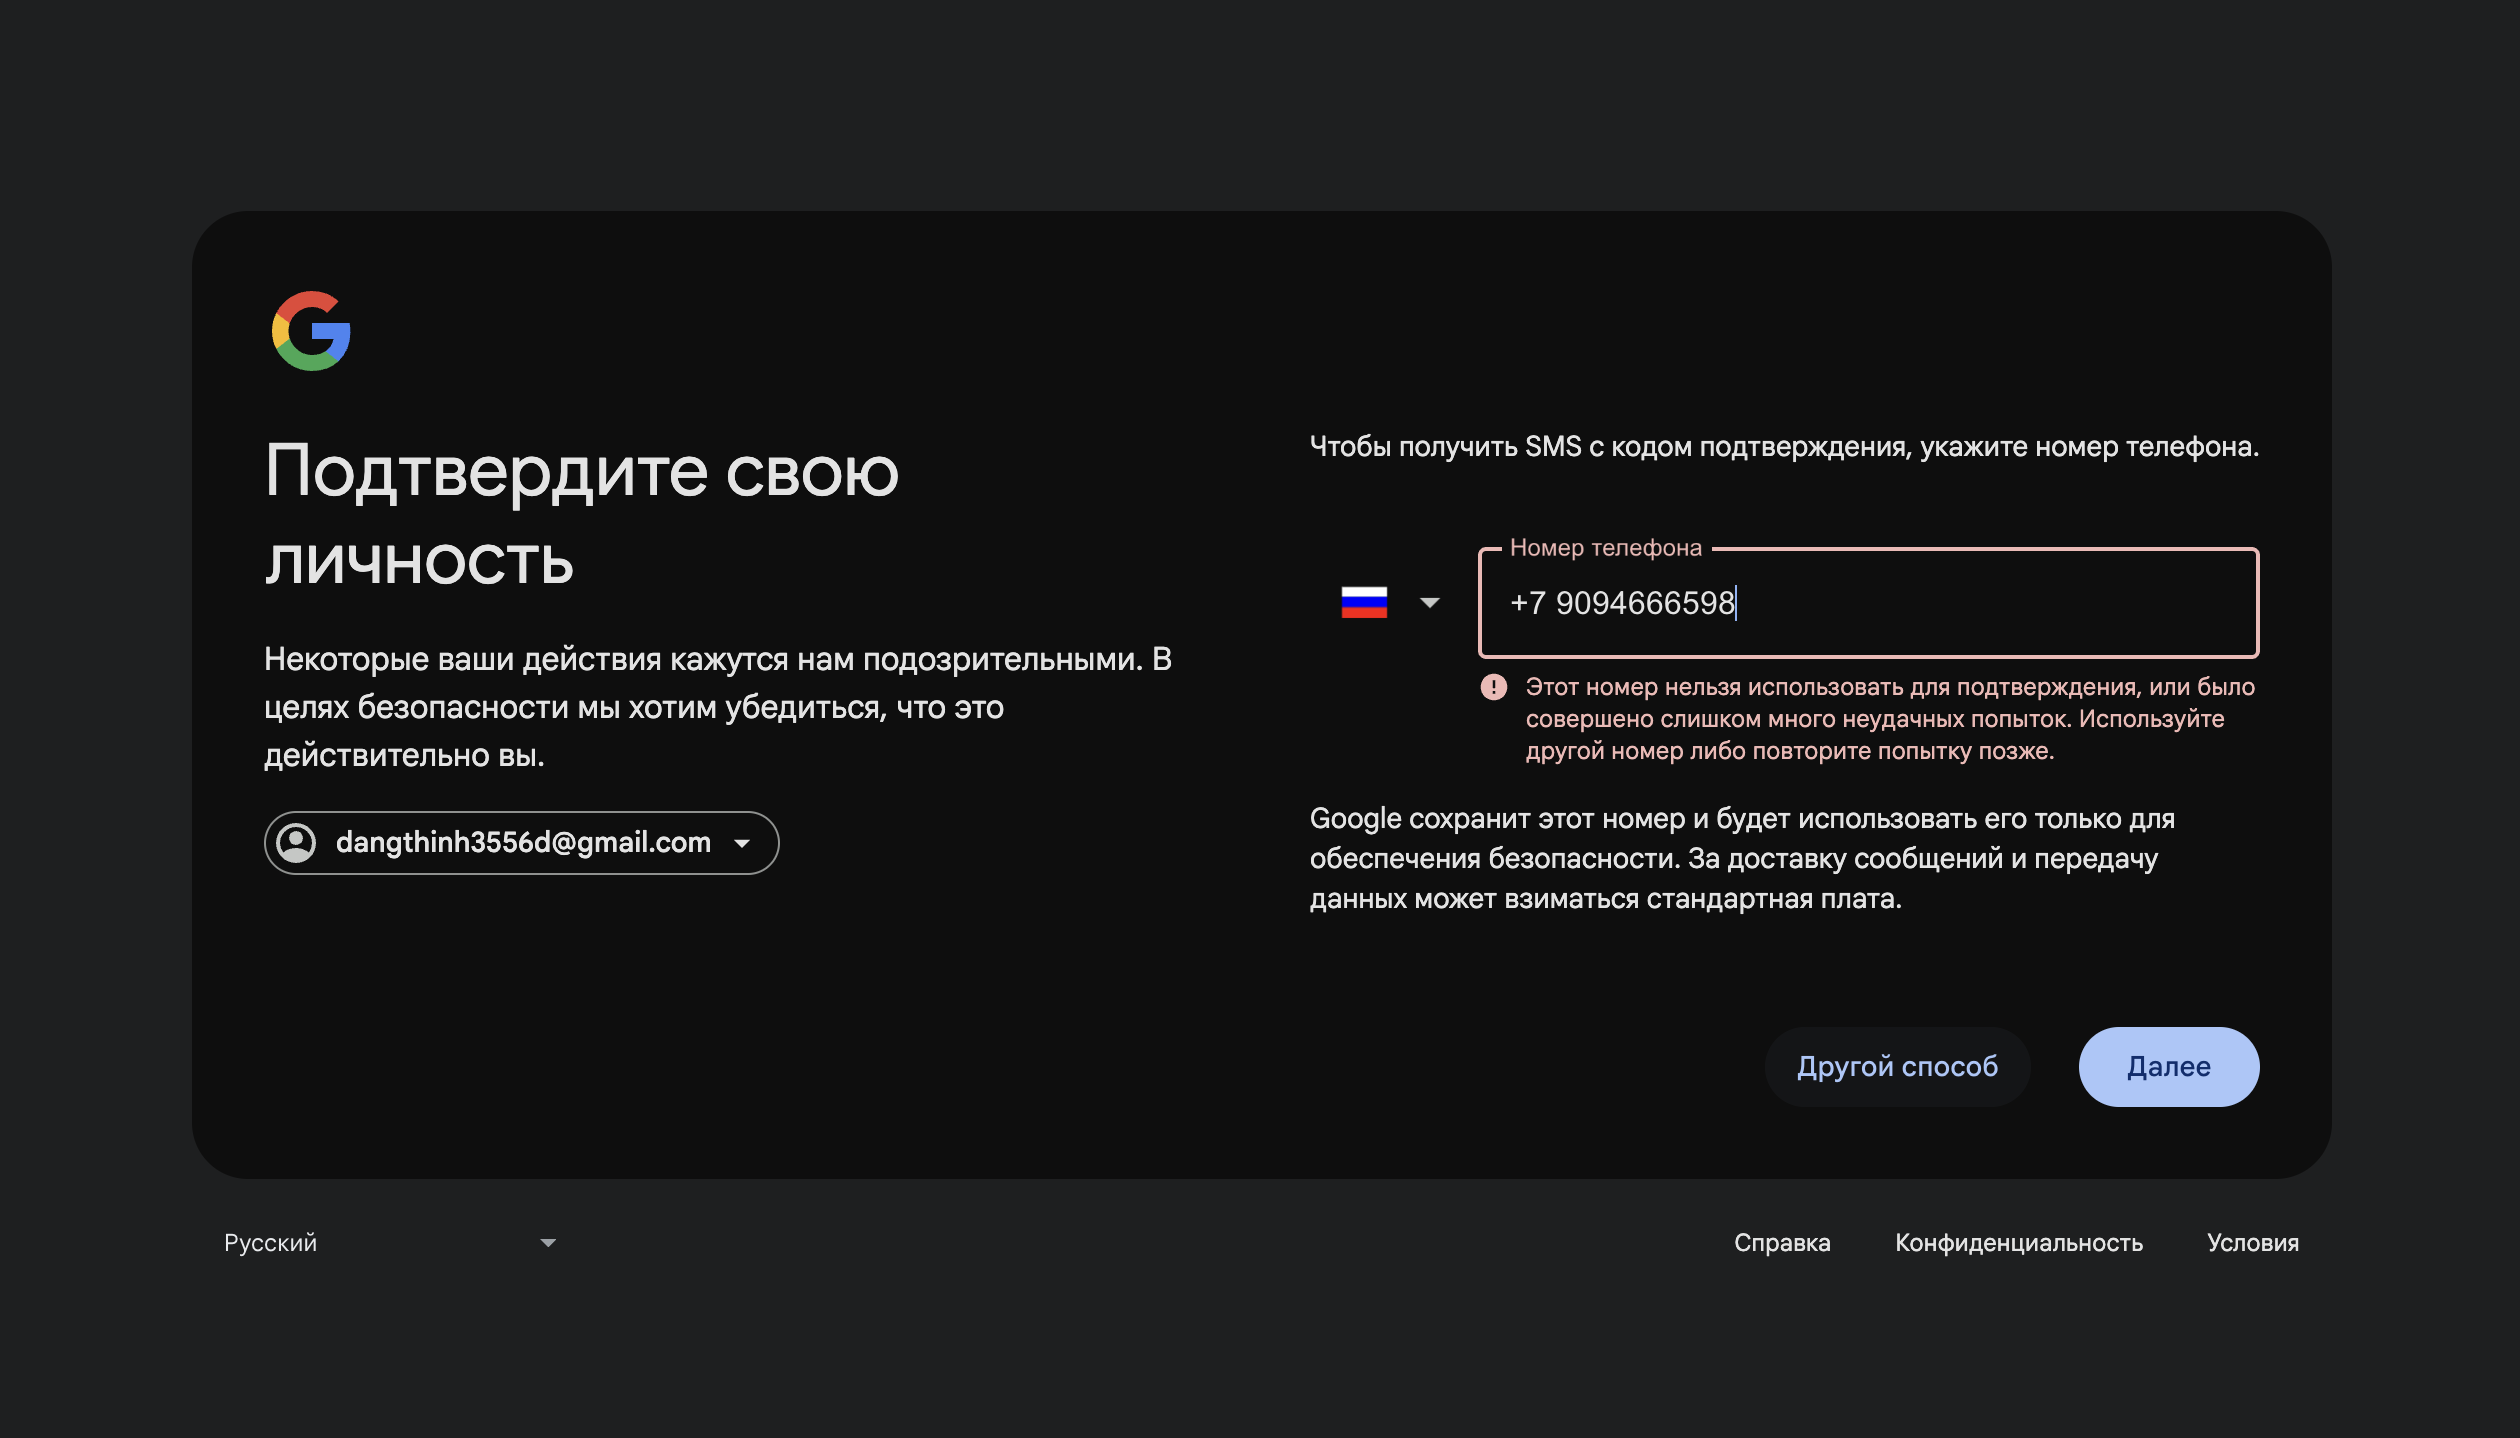 Подтвердите свою
личность
Некоторые ваши действия кажутся нам подозрительными. В
целях безопасности мы хотим убедиться, что это
действительно вы.
dangthinh3556d@gmail.com
Чтобы получить SMS с кодом подтверждения, укажите номер телефона.
Номер телефона
+7 9094666598
Этот номер нельзя использовать для подтверждения, или было
совершено слишком много неудачных попыток. Используйте
другой номер либо повторите попытку позже.
Google сохранит этот номер и будет использовать его только для
обеспечения безопасности. За доставку сообщений и передачу
данных может взиматься стандартная плата.
Другой способ
Далее
Русский
Справка
Конфиденциальность
Условия